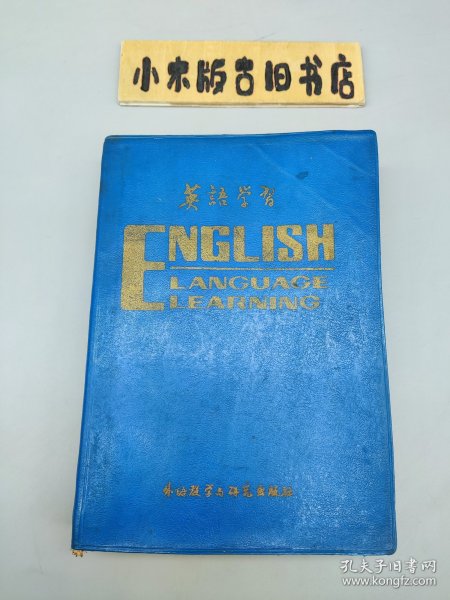 小宋版古旧书店
英語学習
ENGLISH
LANGUAGE
LEARNING
外语教学与研究出版社
孔夫子旧书网
www.kongfz.com